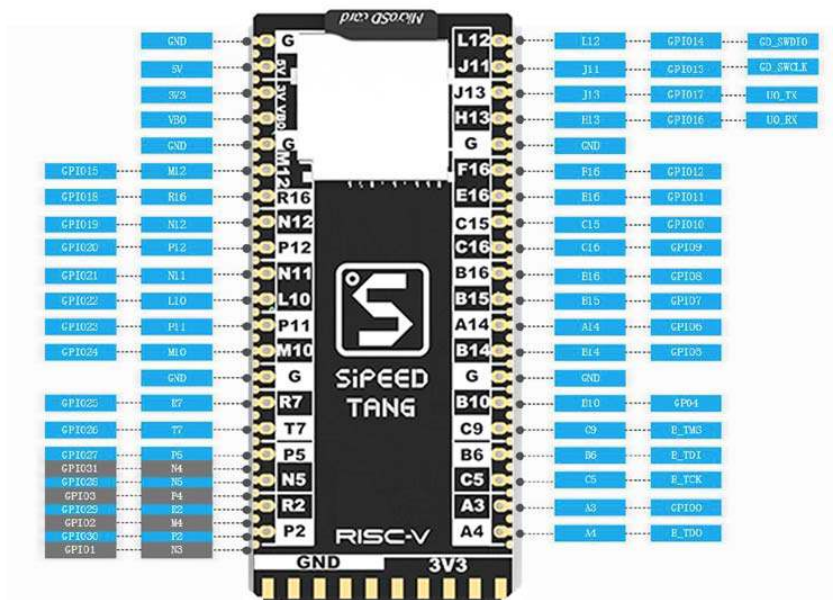 MicroSD card
GND G L12 L12 GPIO14 GD_SWDIO
5V 5V J11 J11 GPIO13 GD_SWCLK
3V3 3V J13 J13 GPIO17 U0_TX
VBO VBO H13 H13 GPIO16 U0_RX
GND G G GND
GPIO15 M12 M12 F16 F16 GPIO12
GPIO18 R16 R16 E16 E16 GPIO11
GPIO19 N12 N12 C15 C15 GPIO10
GPIO20 P12 P12 C16 C16 GPIO9
GPIO21 N11 N11 B16 B16 GPIO8
GPIO22 L10 L10 B15 B15 GPIO7
GPIO23 P11 P11 A14 A14 GPIO6
GPIO24 M10 M10 B14 B14 GPIO5
GND G G GND
SiPEED
TANG
GPIO25 R7 R7 B10 B10 GPO4
GPIO26 T7 T7 C9 C9 E_TMS
GPIO27 P5 P5 B6 B6 E_TDI
GPIO31 N4
GPIO28 N5 N5 C5 C5 E_TCK
GPIO3 P4
GPIO29 R2 R2 A3 A3 GPIO0
GPIO2 M4
GPIO30 P2 P2 RISC-V A4 A4 E_TDO
GPIO1 N3
GND 3V3